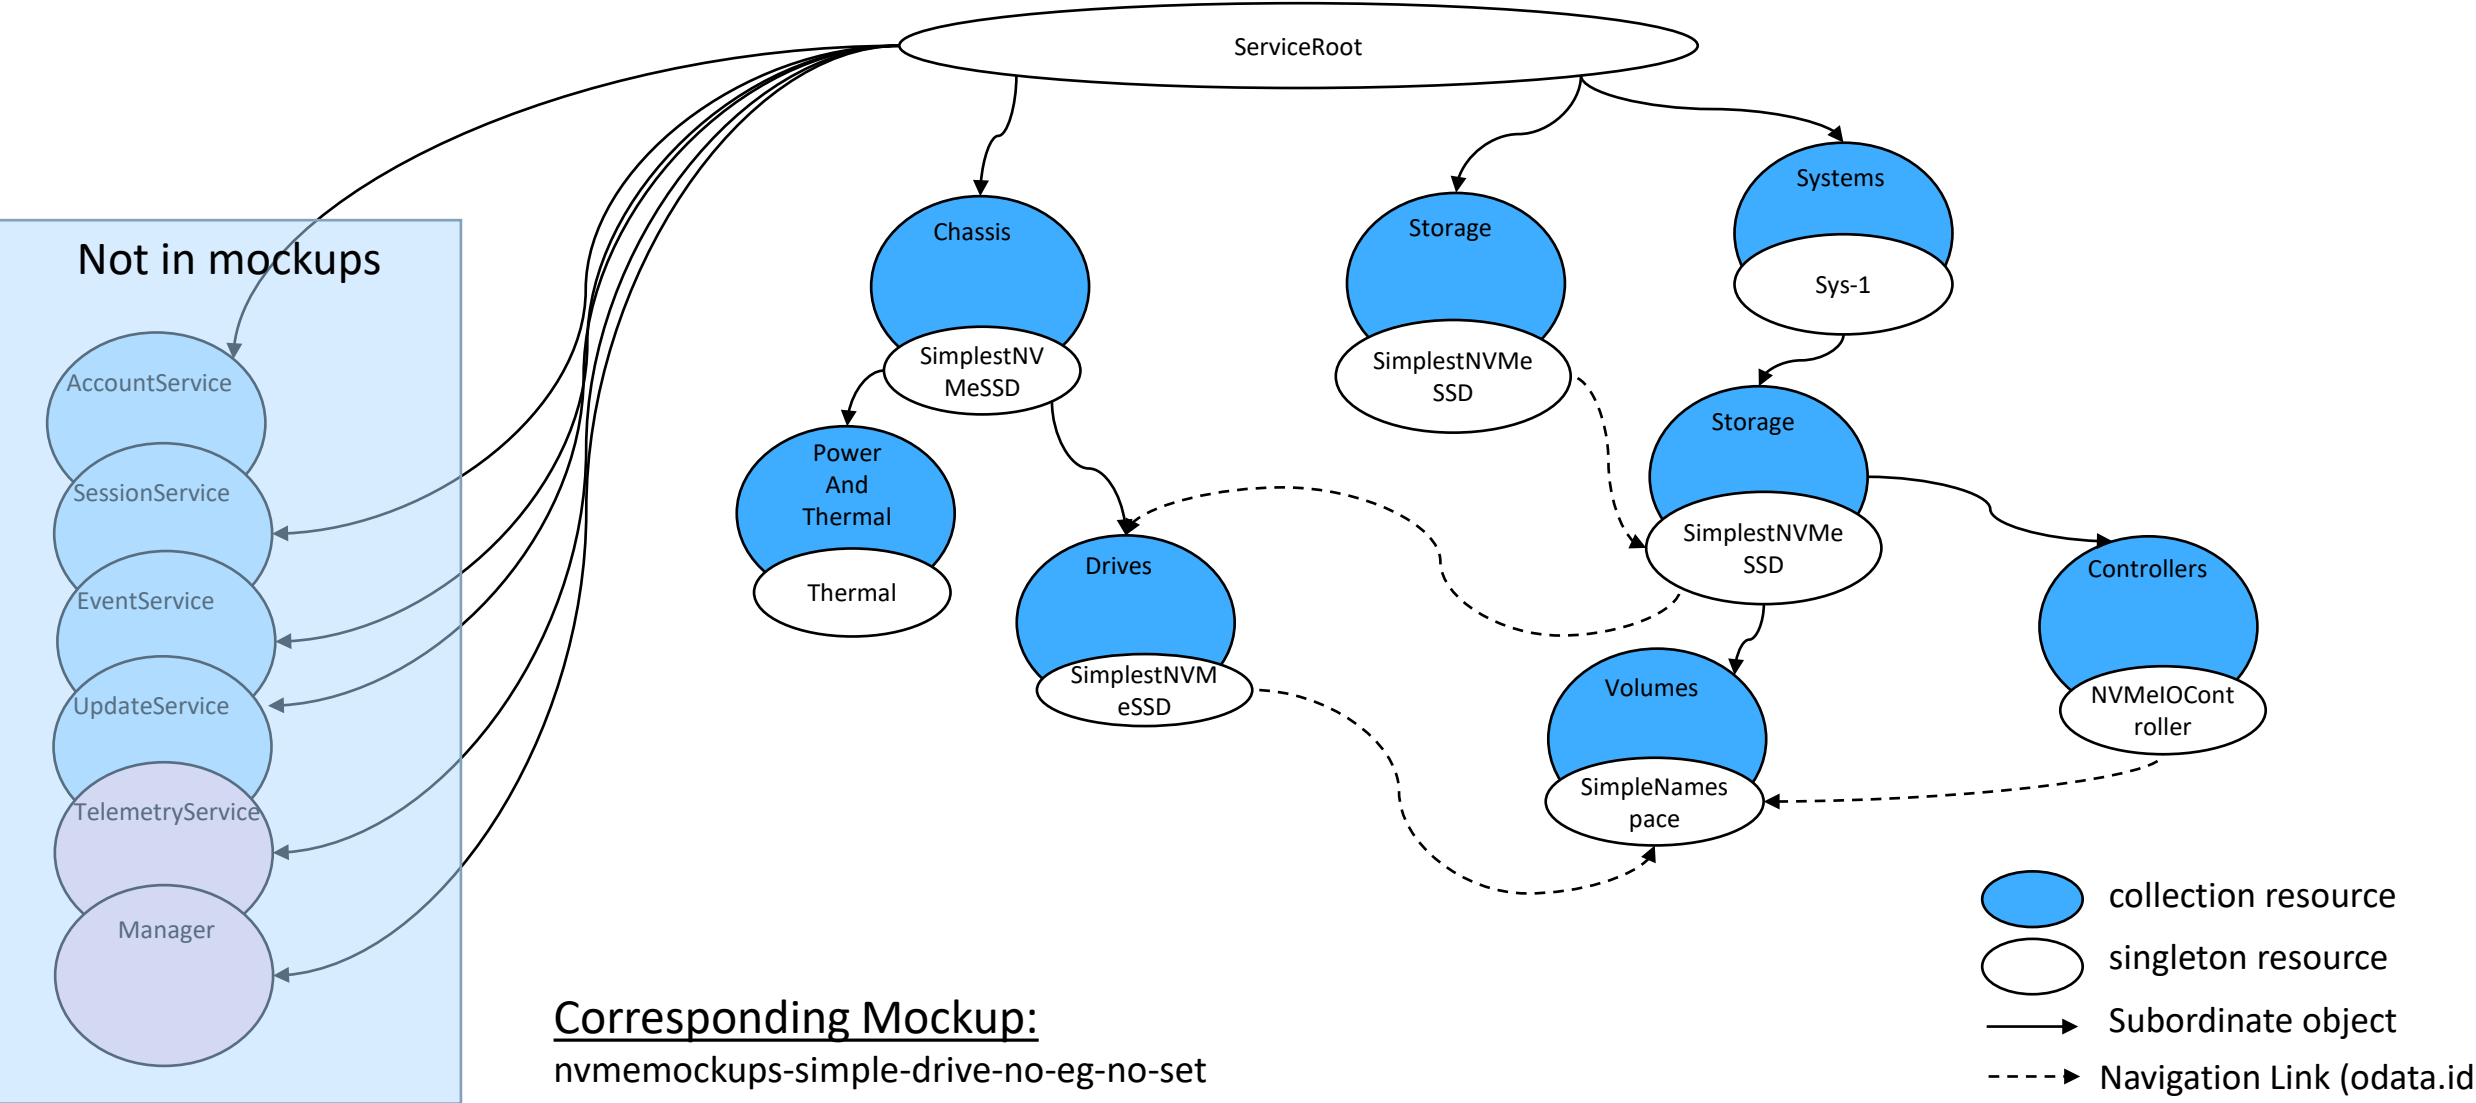 ServiceRoot
Not in mockups
AccountService
SessionService
EventService
UpdateService
TelemetryService
Manager
Chassis
SimplestNV
MeSSD
Power
And
Thermal
Thermal
Drives
SimplestNVM
eSSD
Storage
SimplestNVMe
SSD
Systems
Sys-1
Storage
SimplestNVMe
SSD
Volumes
SimpleNames
pace
Controllers
NVMeIOCont
roller
collection resource
singleton resource
Subordinate object
Navigation Link (odata.id
Corresponding Mockup:
nvmemockups-simple-drive-no-eg-no-set